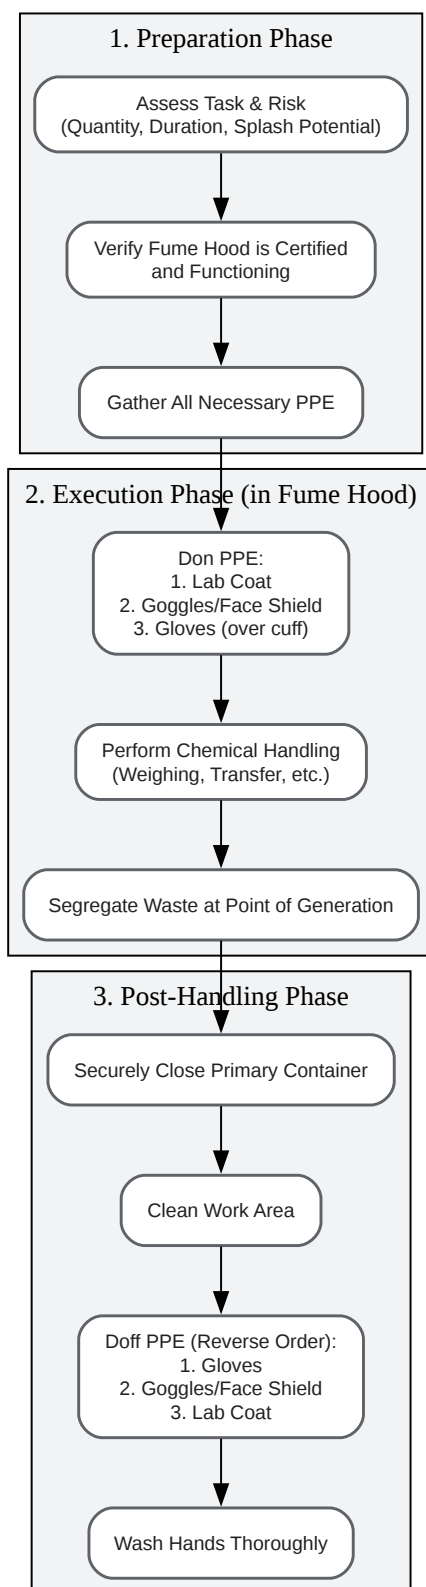 1. Preparation Phase
Assess Task & Risk
(Quantity, Duration, Splash Potential)
Verify Fume Hood is Certified
and Functioning
Gather All Necessary PPE
2. Execution Phase (in Fume Hood)
Don PPE:
1. Lab Coat
2. Goggles/Face Shield
3. Gloves (over cuff)
Perform Chemical Handling
(Weighing, Transfer, etc.)
Segregate Waste at Point of Generation
3. Post-Handling Phase
Securely Close Primary Container
Clean Work Area
Doff PPE (Reverse Order):
1. Gloves
2. Goggles/Face Shield
3. Lab Coat
Wash Hands Thoroughly